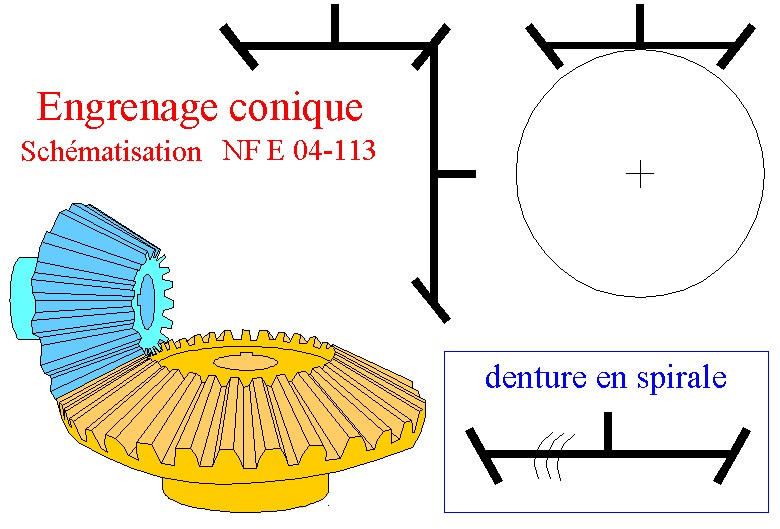 Engrenage conique
Schématisation NF E 04-113
denture en spirale